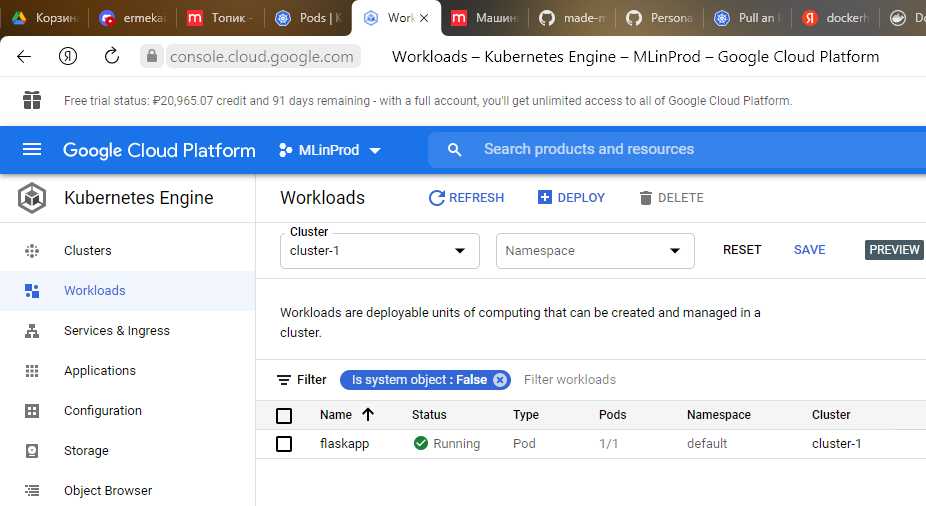 Корзина
ermekai
Топик -
Pods | K
Work
Машин
made-m
Persona
Pull an I
dockerh
Do
console.cloud.google.com
Workloads – Kubernetes Engine – MLinProd – Google Cloud Platform
Free trial status: ₽20,965.07 credit and 91 days remaining - with a full account, you'll get unlimited access to all of Google Cloud Platform.
Google Cloud Platform
MLinProd
Search products and resources
Kubernetes Engine
Workloads
REFRESH
DEPLOY
DELETE
Clusters
Workloads
Services & Ingress
Applications
Configuration
Storage
Object Browser
Cluster
cluster-1
Namespace
RESET
SAVE
PREVIEW
Workloads are deployable units of computing that can be created and managed in a
cluster.
Filter
Is system object : False
Filter workloads
Name Status Type Pods Namespace Cluster
flaskapp Running Pod 1/1 default cluster-1